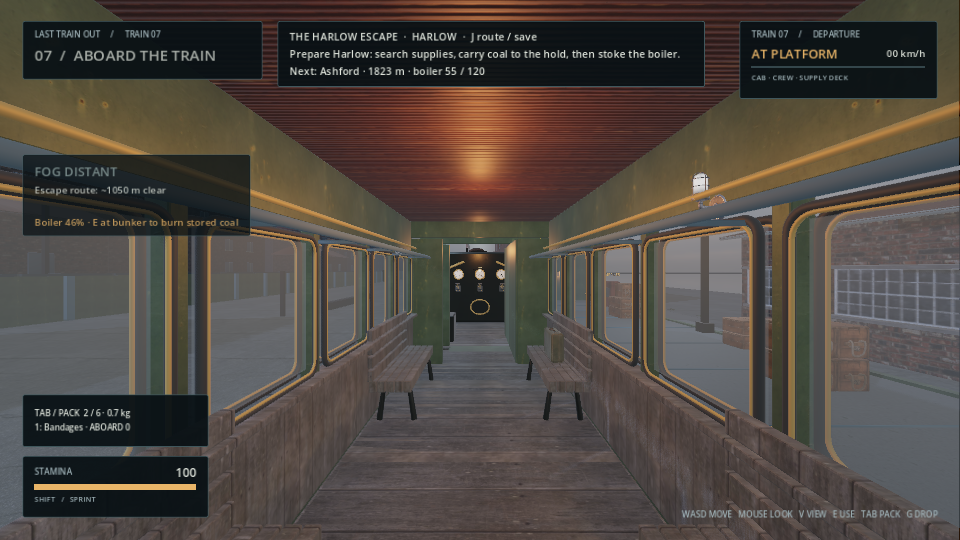 LAST TRAIN OUT / TRAIN 07
07 / ABOARD THE TRAIN
THE HARLOW ESCAPE · HARLOW · J route / save
Prepare Harlow: search supplies, carry coal to the hold, then stoke the boiler.
Next: Ashford · 1823 m · boiler 55 / 120
TRAIN 07 / DEPARTURE
AT PLATFORM 00 km/h
CAB · CREW · SUPPLY DECK
FOG DISTANT
Escape route: ~1050 m clear
Boiler 46% · E at bunker to burn stored coal
TAB / PACK 2 / 6 · 0.7 kg
1: Bandages · ABOARD 0
STAMINA 100
SHIFT / SPRINT
WASD MOVE MOUSE LOOK V VIEW E USE TAB PACK G DROP